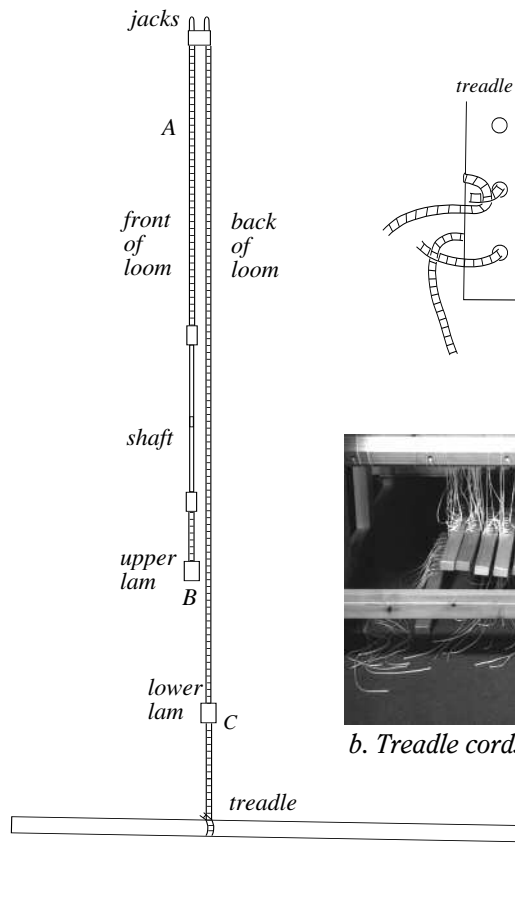 jacks
A
front
of
loom
back
of
loom
shaft
upper
lam
B
lower
lam
C
treadle
treadle
b. Treadle cords